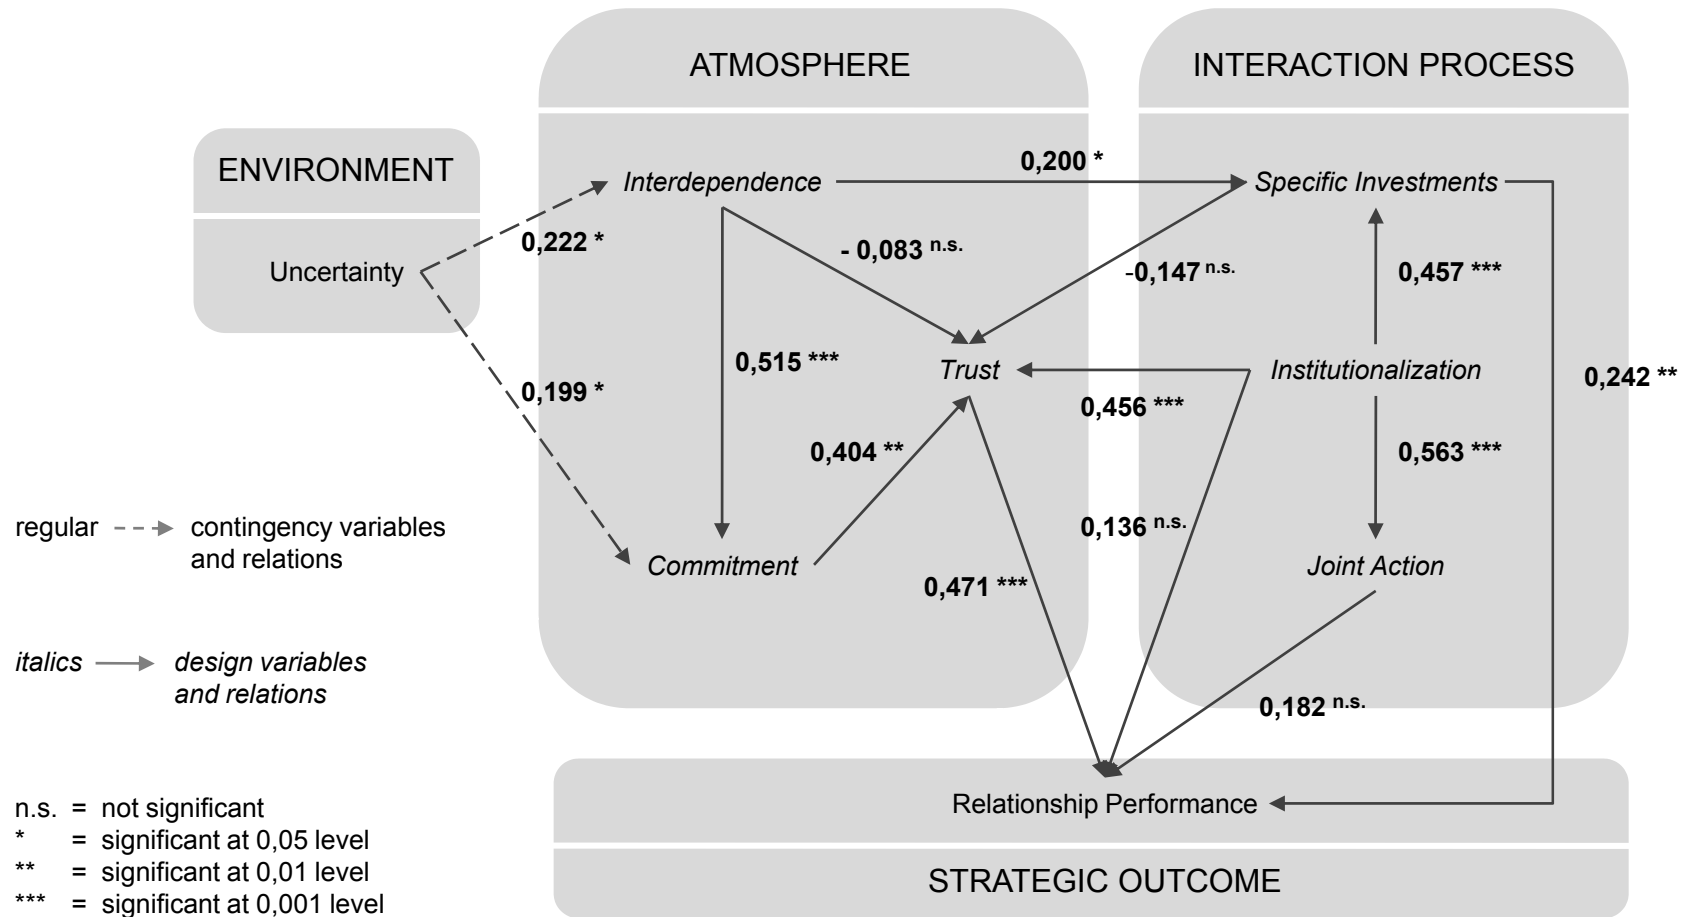 ATMOSPHERE
INTERACTION PROCESS
ENVIRONMENT
0,200 *
Interdependence
Specific Investments
0,222 *
- 0,083 n.s.
-0,147 n.s.
0,457 ***
Uncertainty
0,515 ***
Trust
Institutionalization
0,242 **
0,199 *
0,456 ***
0,404 **
0,563 ***
regular
contingency variables
and relations
0,136 n.s.
Commitment
0,471 ***
Joint Action
italics
design variables
and relations
0,182 n.s.
Relationship Performance
n.s. = not significant
* = significant at 0,05 level
** = significant at 0,01 level
*** = significant at 0,001 level
STRATEGIC OUTCOME